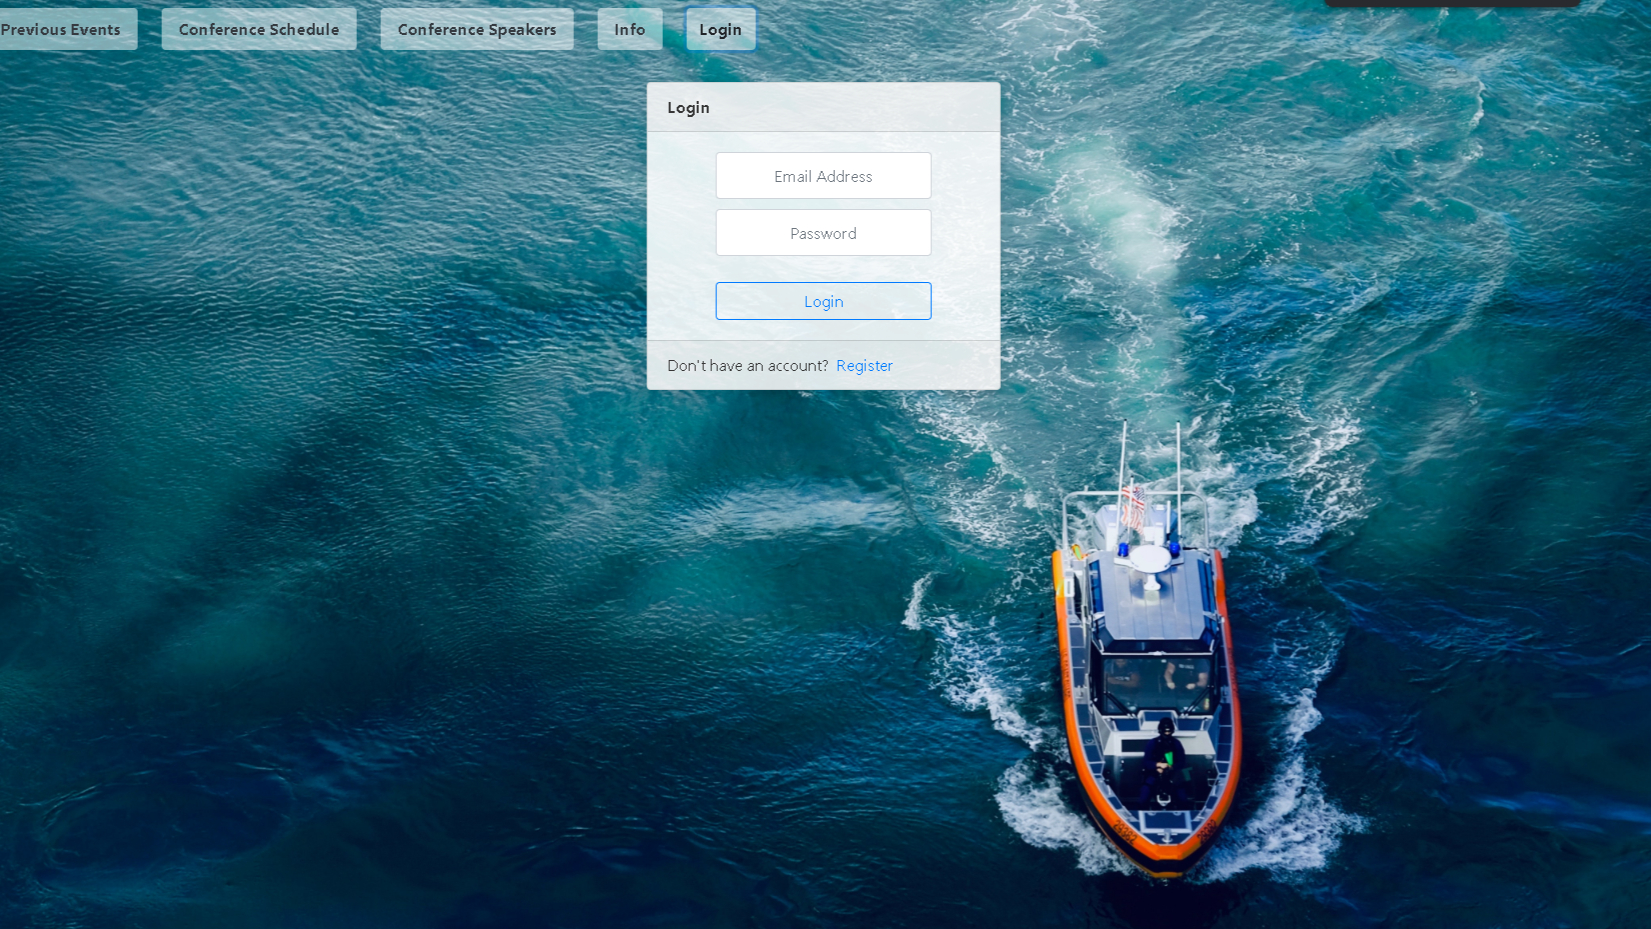 Previous Events
Conference Schedule
Conference Speakers
Info
Login
Login
Email Address
Password
Login
Don't have an account? Register